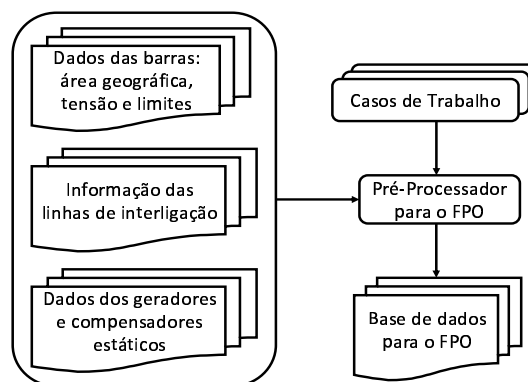 Dados das barras:
área geográfica,
tensão e limites
Informação das
linhas de interligação
Dados dos geradores
e compensadores
estáticos
Casos de Trabalho
Pré-Processador
para o FPO
Base de dados
para o FPO